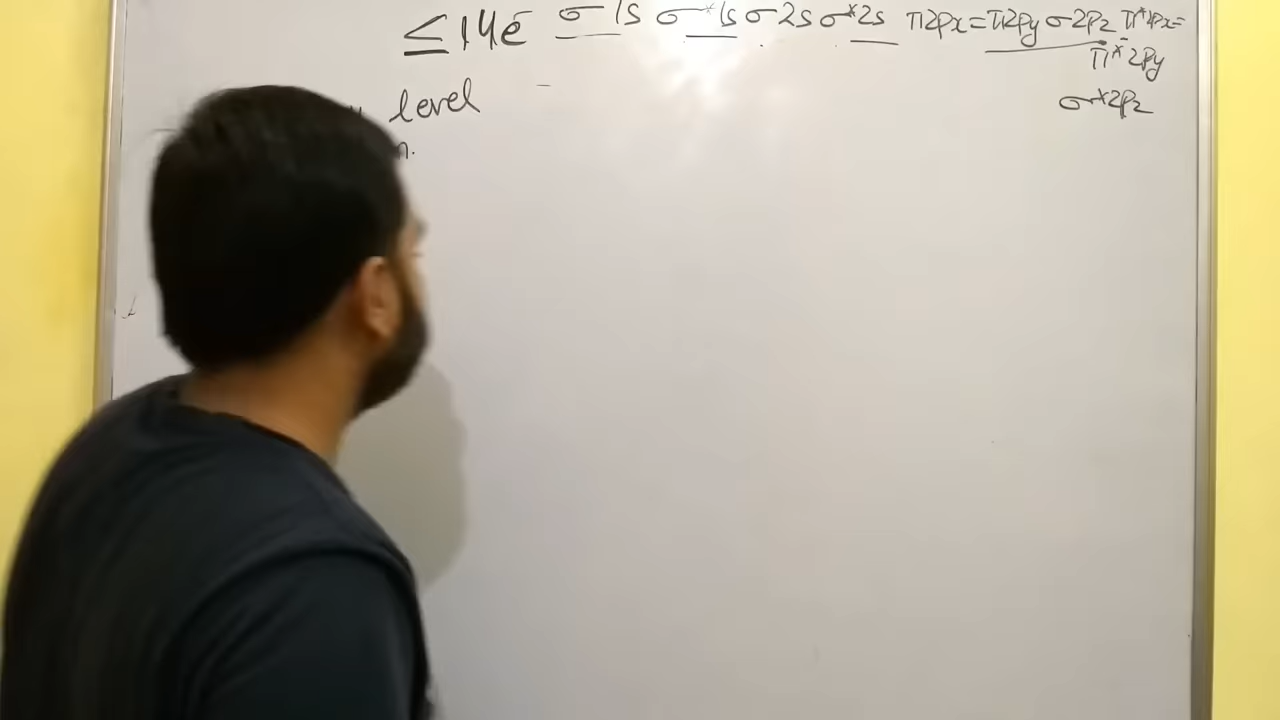 ≤14e⁻ σ1s σ*1s σ2s σ*2s π2px=π2py σ2pz π*2px=
π*2py
level
σ*2pz